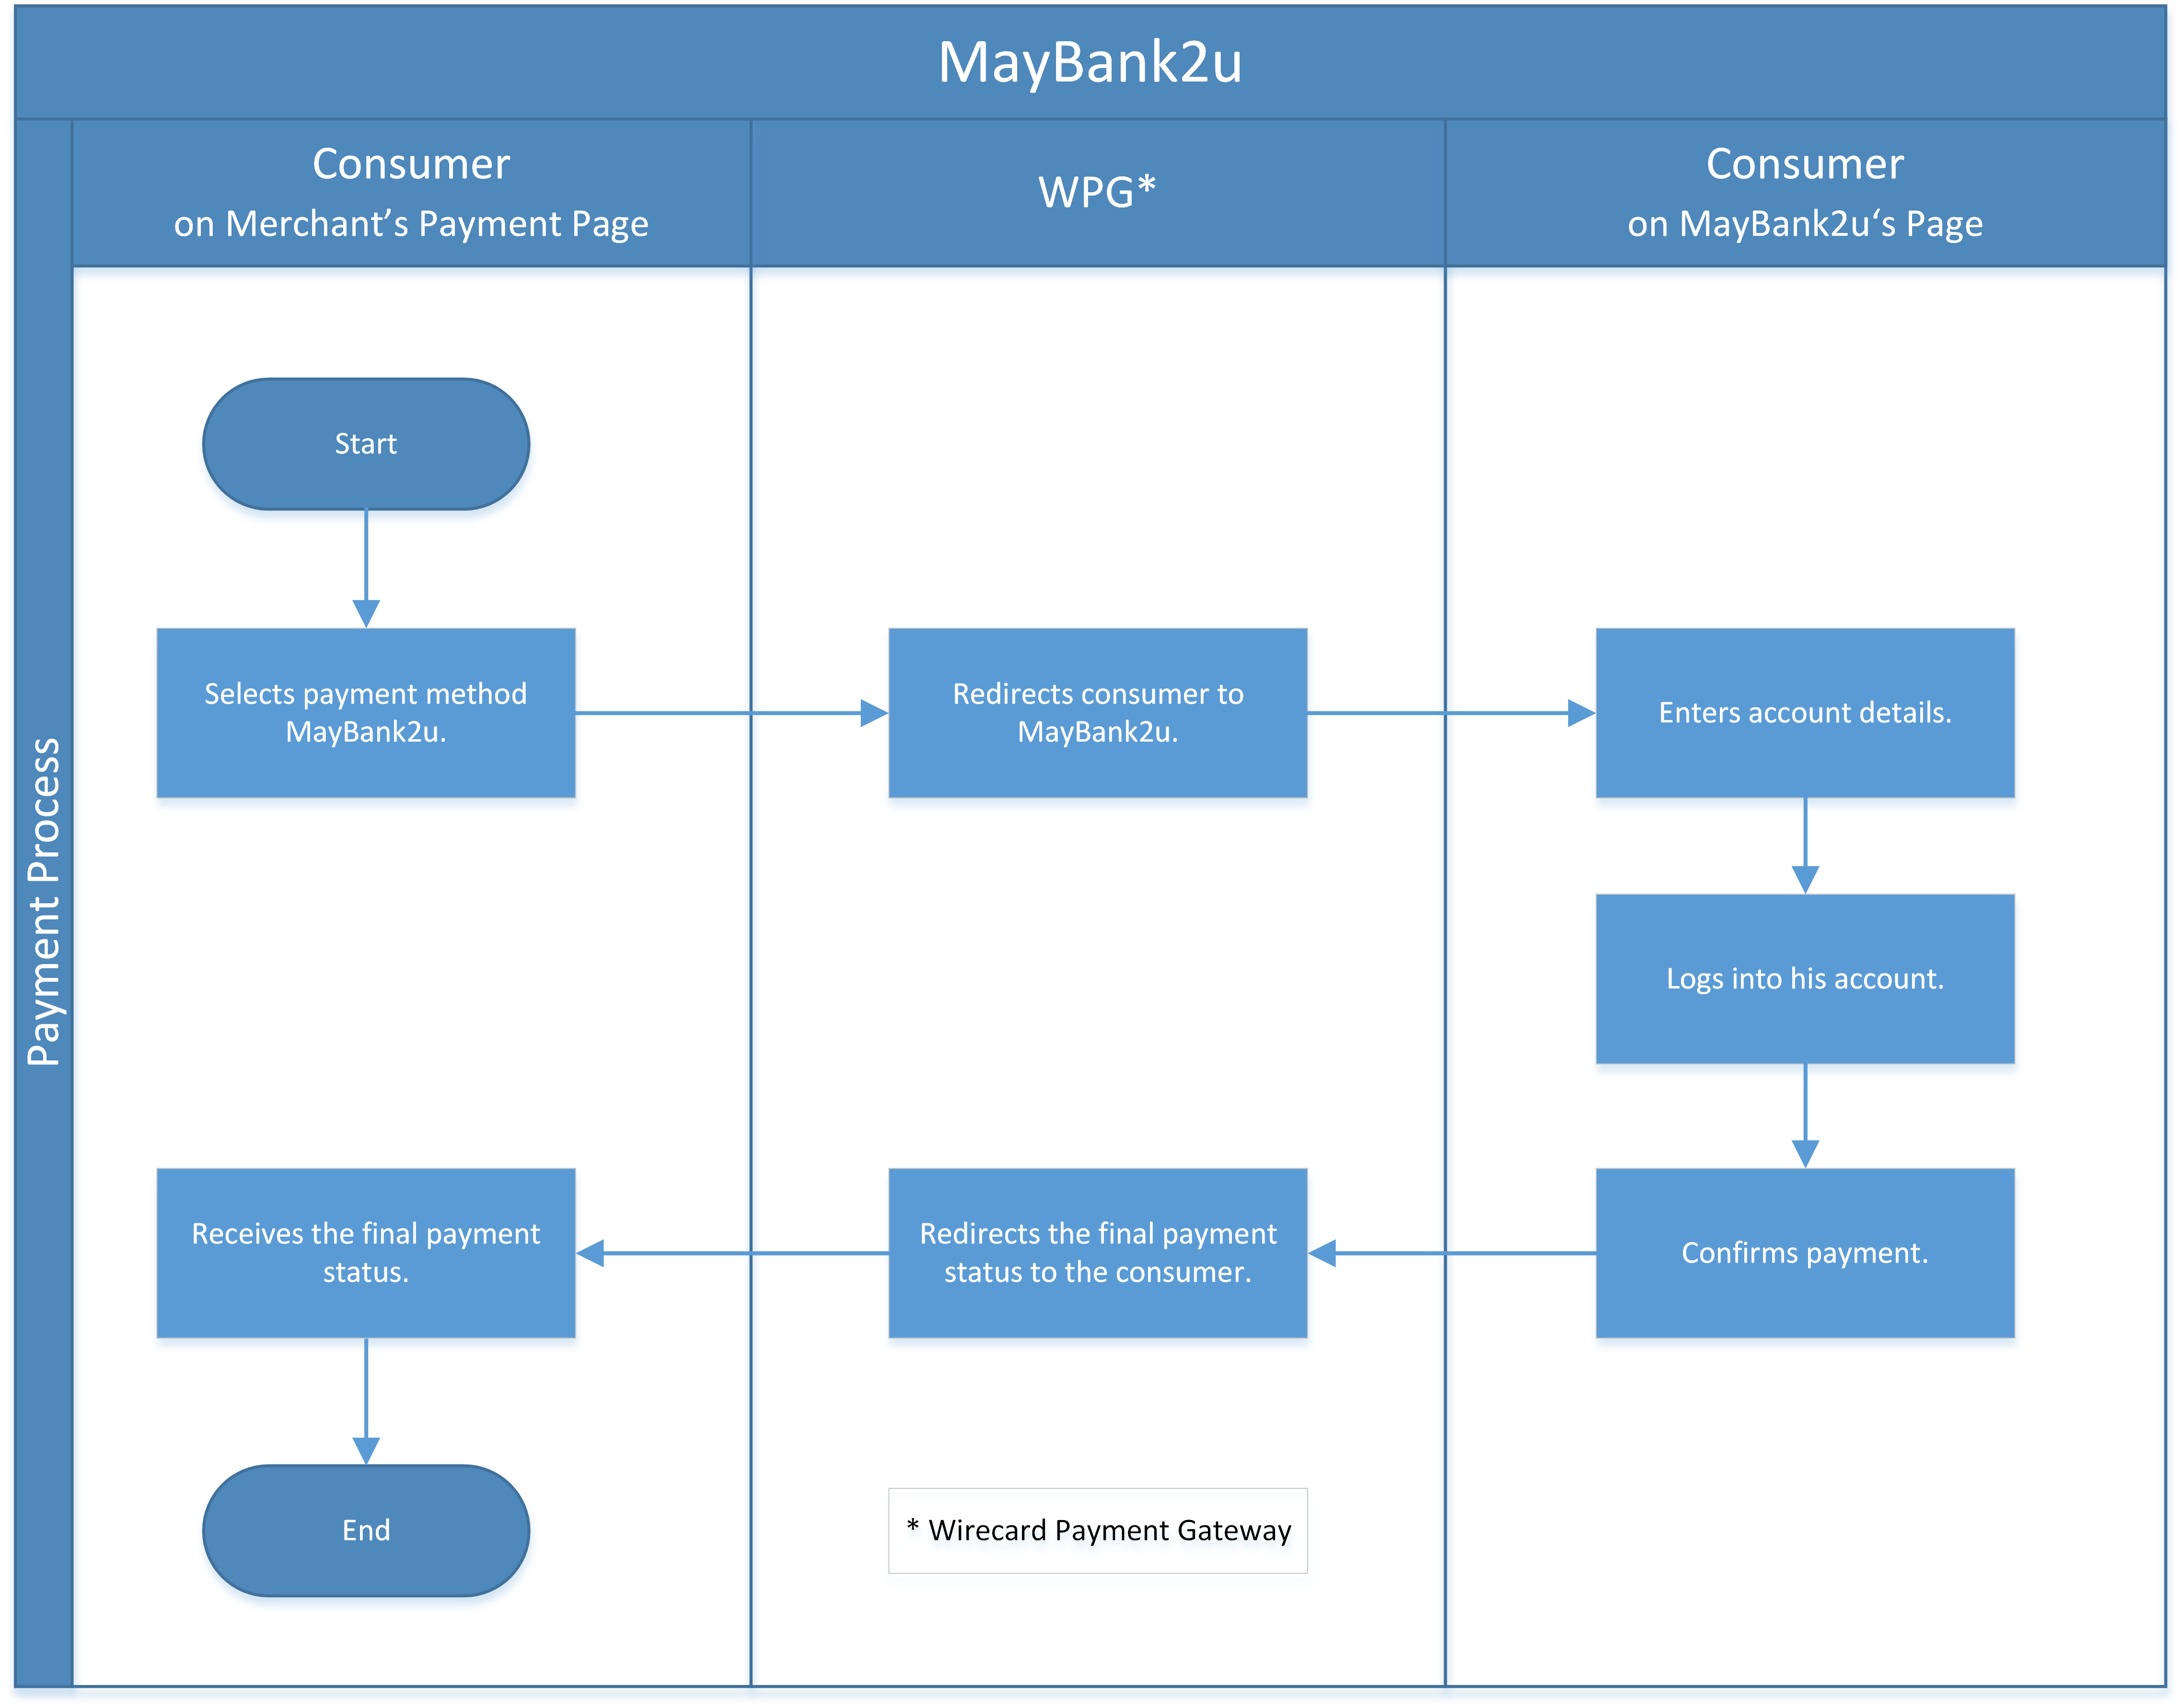 MayBank2u
Consumer
on Merchant’s Payment Page
WPG*
Consumer
on MayBank2u‘s Page
Payment Process
Start
Selects payment method
MayBank2u.
Redirects consumer to
MayBank2u.
Enters account details.
Logs into his account.
Confirms payment.
Redirects the final payment
status to the consumer.
Receives the final payment
status.
End
* Wirecard Payment Gateway